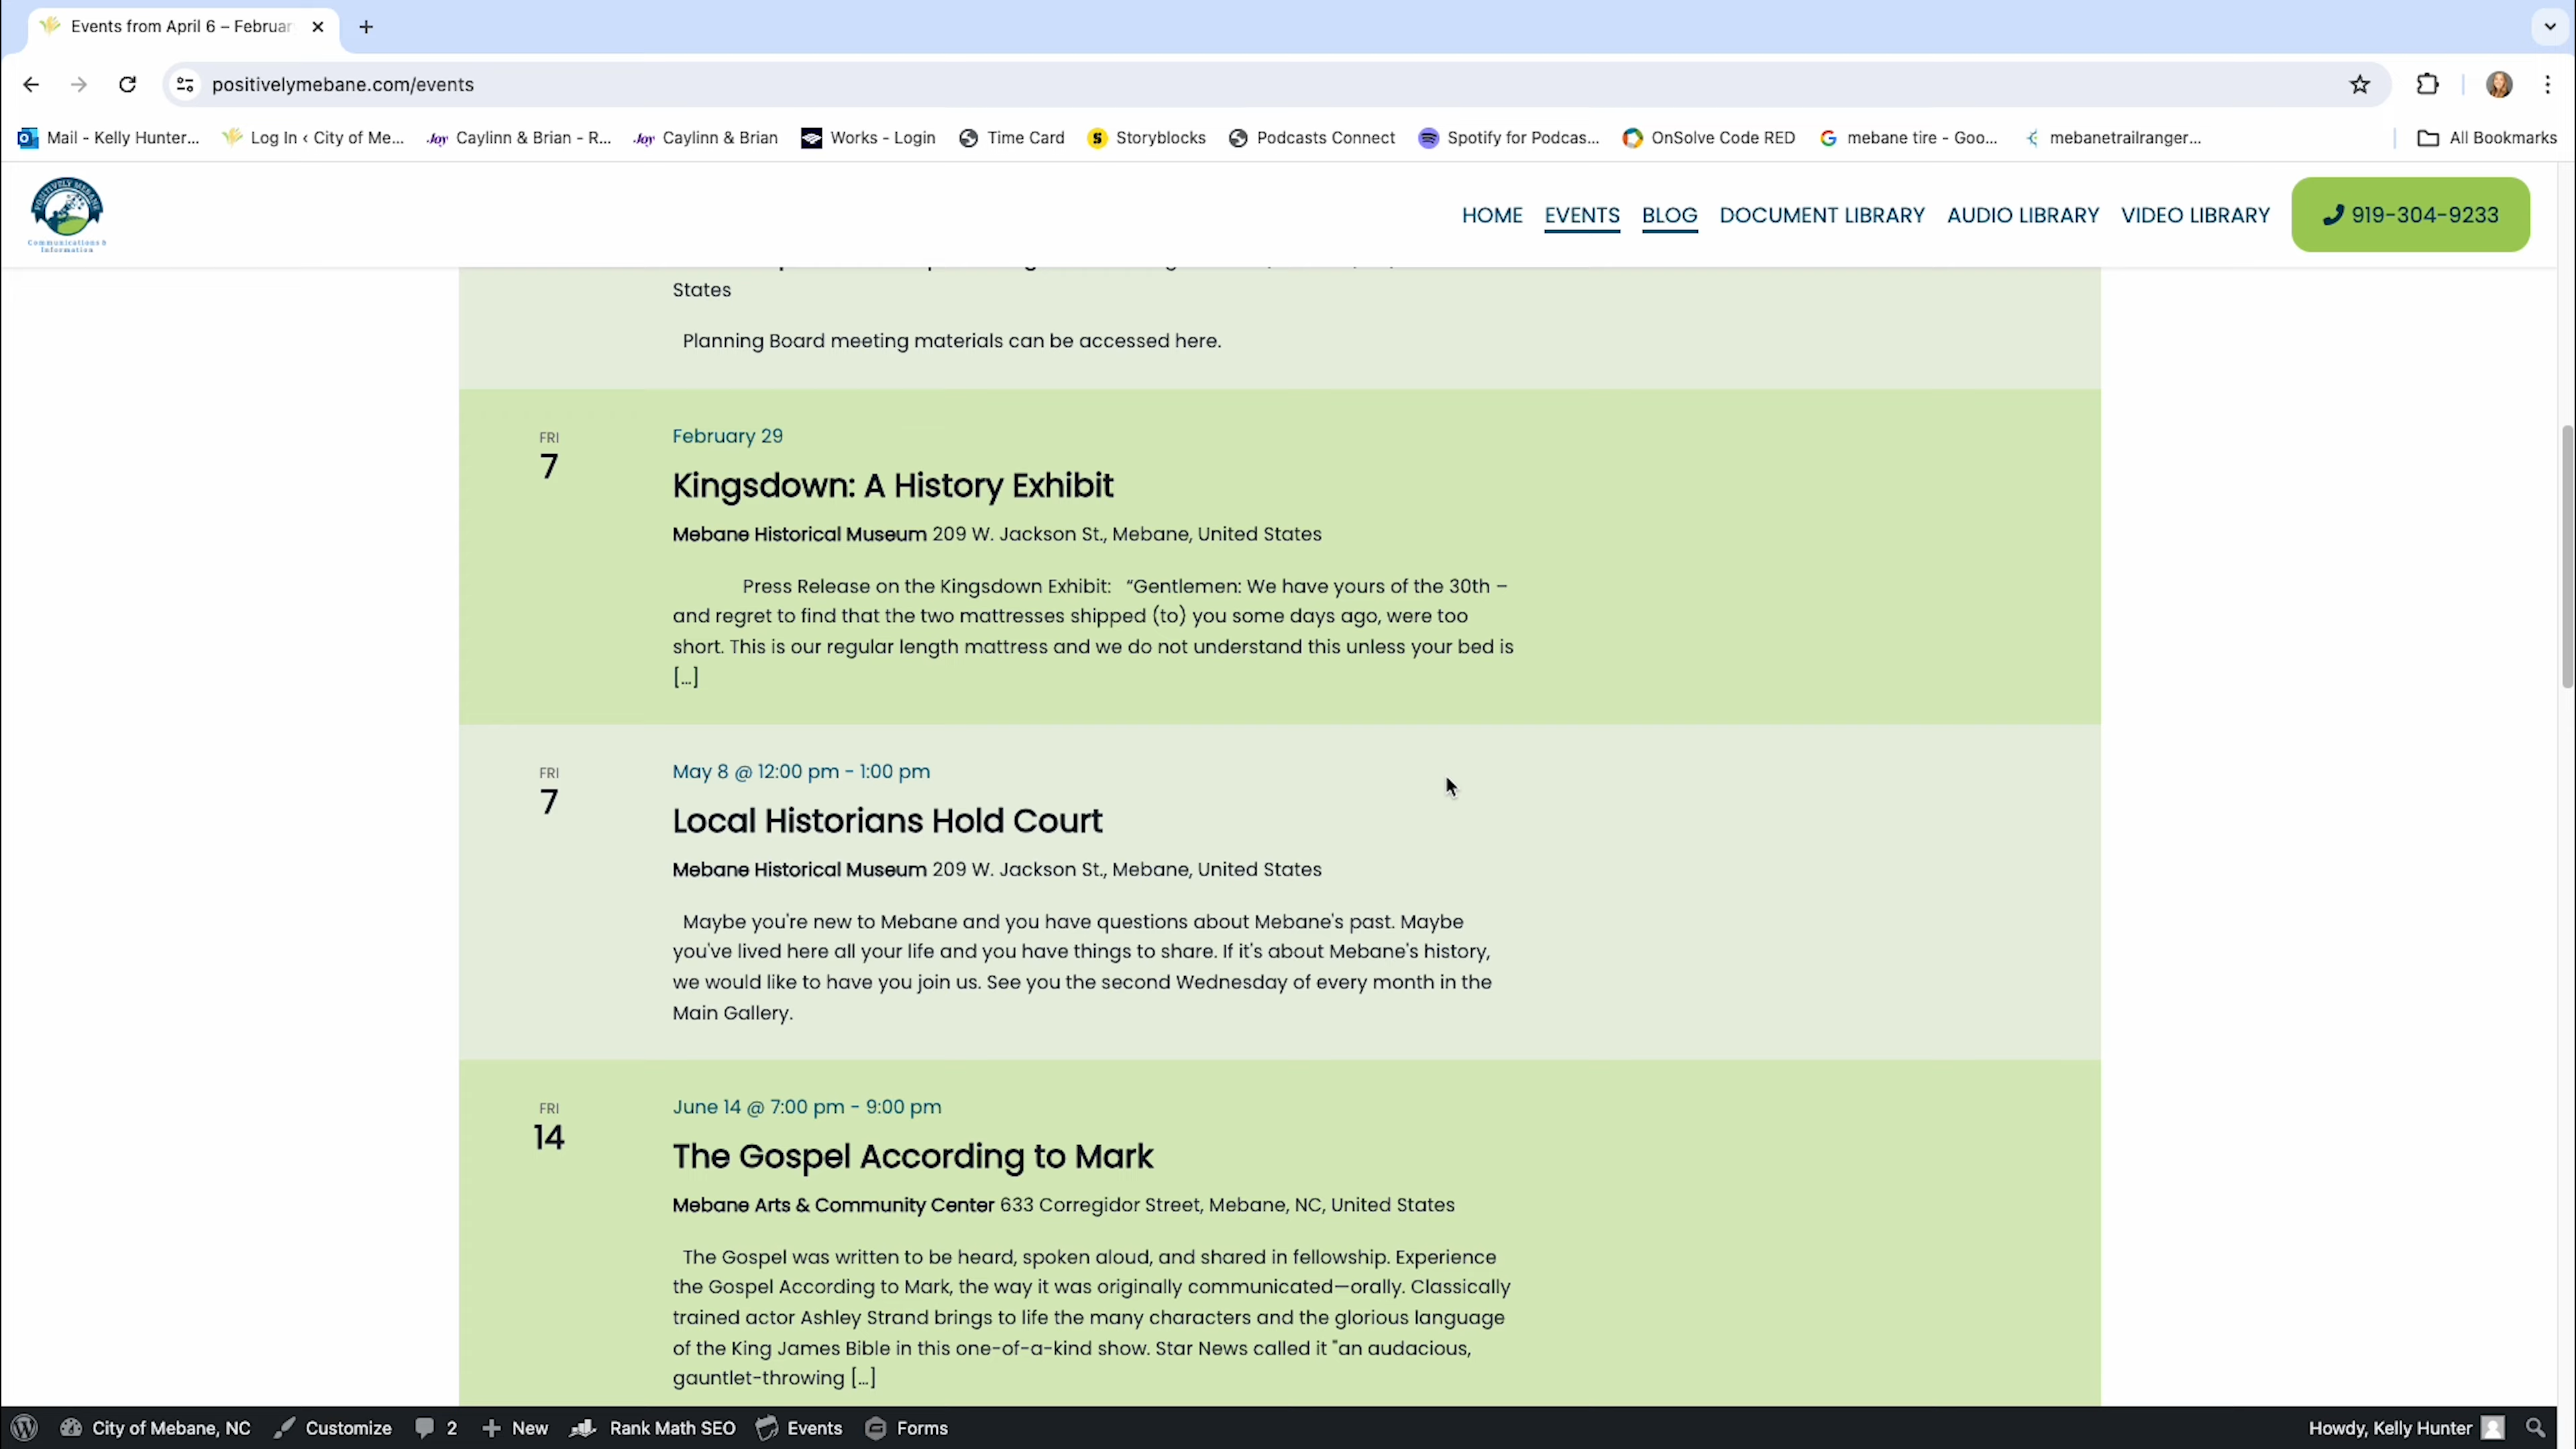 Events from April 6 – Februar
positivelymebane.com/events
Mail - Kelly Hunter...
Log In ‹ City of Me...
Joy Caylinn & Brian - R...
Joy Caylinn & Brian
Works - Login
Time Card
S Storyblocks
Podcasts Connect
Spotify for Podcas...
OnSolve Code RED
mebane tire - Goo...
mebanetrailranger...
All Bookmarks
POSITIVELY MEBANE
Communications &
Information
HOME
EVENTS
BLOG
DOCUMENT LIBRARY
AUDIO LIBRARY
VIDEO LIBRARY
919-304-9233
States
Planning Board meeting materials can be accessed here.
FRI
7
February 29
Kingsdown: A History Exhibit
Mebane Historical Museum 209 W. Jackson St., Mebane, United States
Press Release on the Kingsdown Exhibit: “Gentlemen: We have yours of the 30th –
and regret to find that the two mattresses shipped (to) you some days ago, were too
short. This is our regular length mattress and we do not understand this unless your bed is
[…]
FRI
7
May 8 @ 12:00 pm - 1:00 pm
Local Historians Hold Court
Mebane Historical Museum 209 W. Jackson St., Mebane, United States
Maybe you're new to Mebane and you have questions about Mebane's past. Maybe
you've lived here all your life and you have things to share. If it's about Mebane's history,
we would like to have you join us. See you the second Wednesday of every month in the
Main Gallery.
FRI
14
June 14 @ 7:00 pm - 9:00 pm
The Gospel According to Mark
Mebane Arts & Community Center 633 Corregidor Street, Mebane, NC, United States
The Gospel was written to be heard, spoken aloud, and shared in fellowship. Experience
the Gospel According to Mark, the way it was originally communicated—orally. Classically
trained actor Ashley Strand brings to life the many characters and the glorious language
of the King James Bible in this one-of-a-kind show. Star News called it "an audacious,
gauntlet-throwing […]
City of Mebane, NC
Customize
2
New
Rank Math SEO
Events
Forms
Howdy, Kelly Hunter